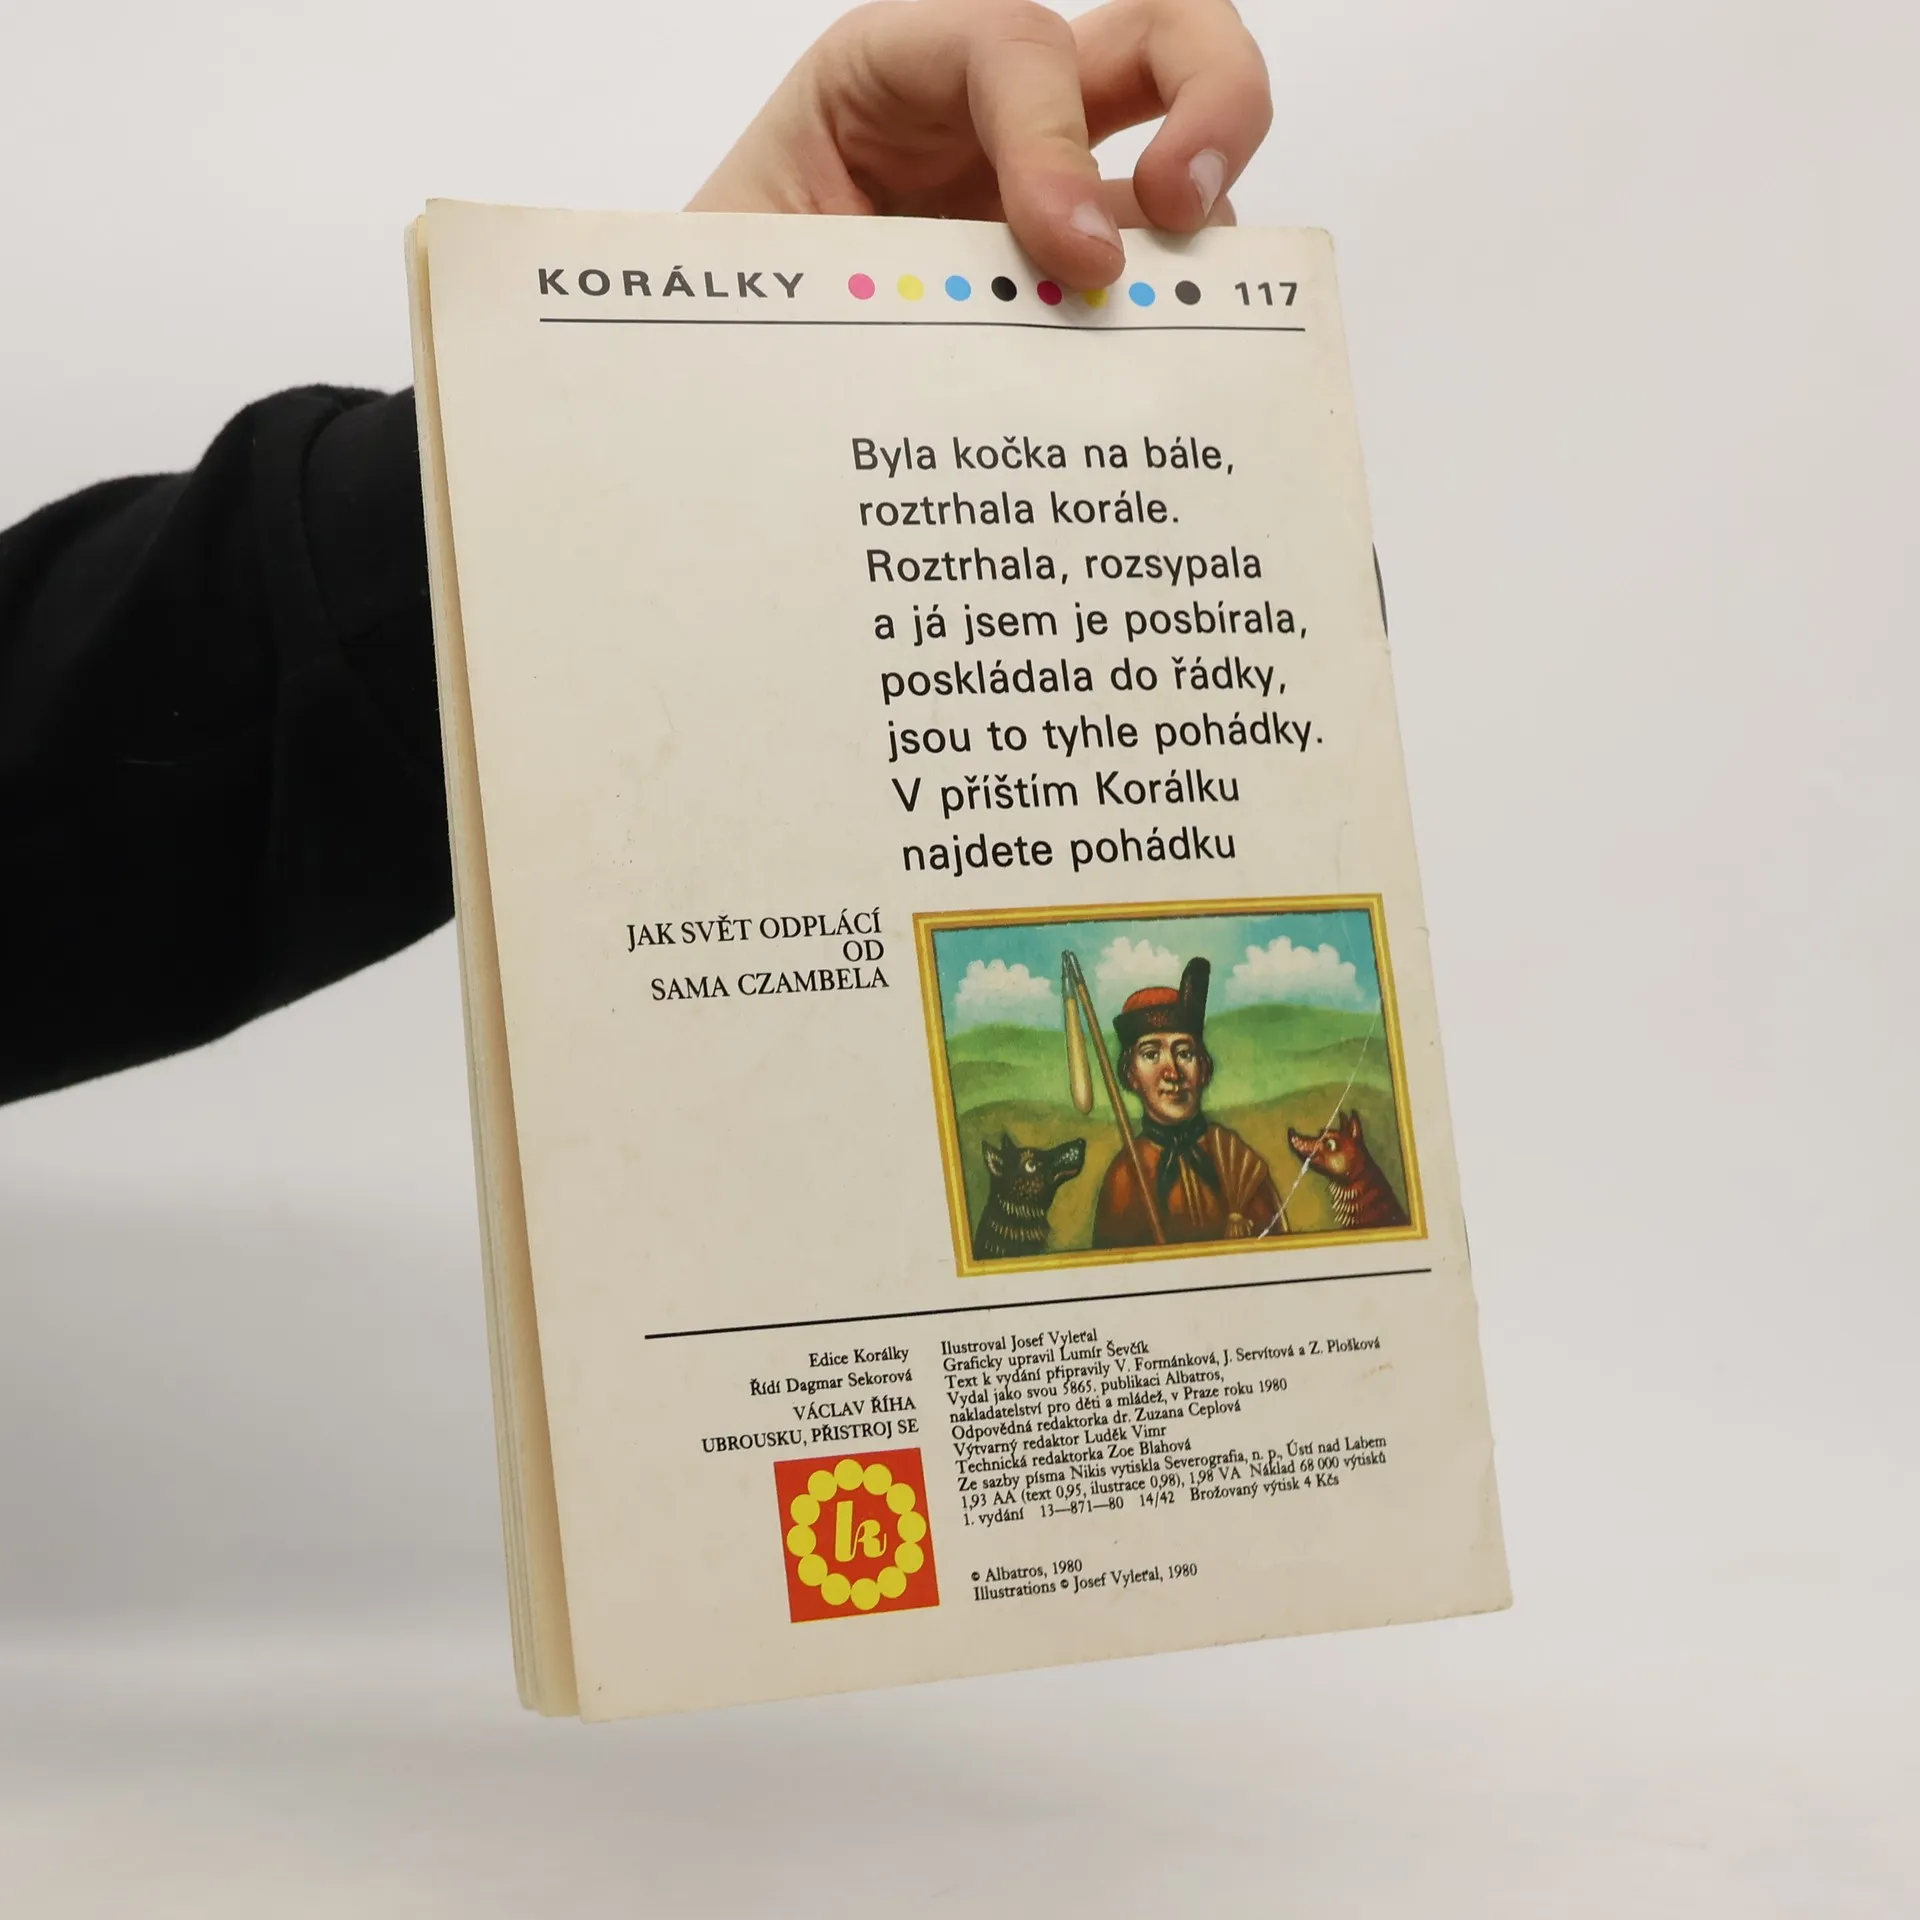 KORÁLKY 117
Byla kočka na bále,
roztrhala korále.
Roztrhala, rozsypala
a já jsem je posbírala,
poskládala do řádky,
jsou to tyhle pohádky.
V příštím Korálku
najdete pohádku
JAK SVĚT ODPLÁCÍ
OD
SAMA CZAMBELA
Edice Korálky
Řídí Dagmar Sekorová
VÁCLAV ŘÍHA
UBROUSKU, PŘISTROJ SE
k
Ilustroval Josef Vyleťal
Graficky upravil Lumír Ševčík
Text k vydání připravily V. Formánková, J. Servítová a Z. Plošková
Vydal jako svou 5865. publikaci Albatros,
nakladatelství pro děti a mládež, v Praze roku 1980
Odpovědná redaktorka dr. Zuzana Ceplová
Výtvarný redaktor Luděk Vimr
Technická redaktorka Zoe Blahová
Ze sazby písma Nikis vytiskla Severografia, n. p., Ústí nad Labem
1,93 AA (text 0,95, ilustrace 0,98), 1,98 VA Náklad 68 000 výtisků
1. vydání 13—871—80 14/42 Brožovaný výtisk 4 Kčs
© Albatros, 1980
Illustrations © Josef Vyleťal, 1980